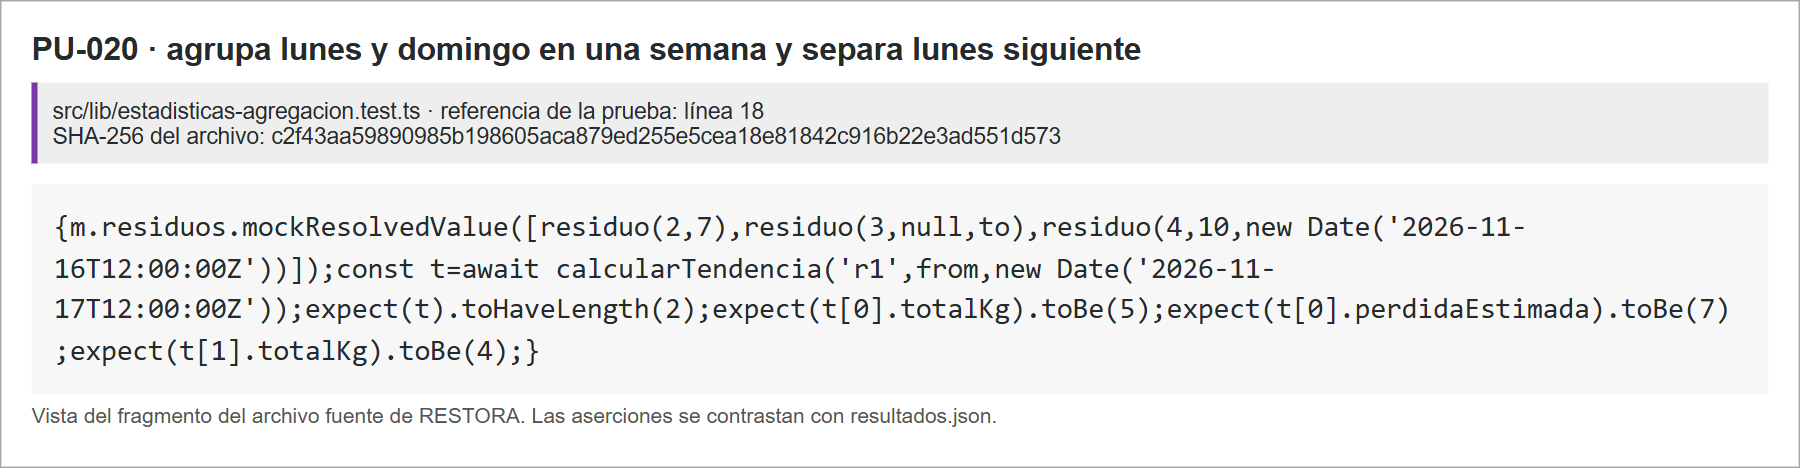 PU-020 · agrupa lunes y domingo en una semana y separa lunes siguiente
src/lib/estadisticas-agregacion.test.ts · referencia de la prueba: línea 18
SHA-256 del archivo: c2f43aa59890985b198605aca879ed255e5cea18e81842c916b22e3ad551d573
{m.residuos.mockResolvedValue([residuo(2,7),residuo(3,null,to),residuo(4,10,new Date('2026-11-
16T12:00:00Z'))]);const t=await calcularTendencia('r1',from,new Date('2026-11-
17T12:00:00Z'));expect(t).toHaveLength(2);expect(t[0].totalKg).toBe(5);expect(t[0].perdidaEstimada).toBe(7)
;expect(t[1].totalKg).toBe(4);}
Vista del fragmento del archivo fuente de RESTORA. Las aserciones se contrastan con resultados.json.